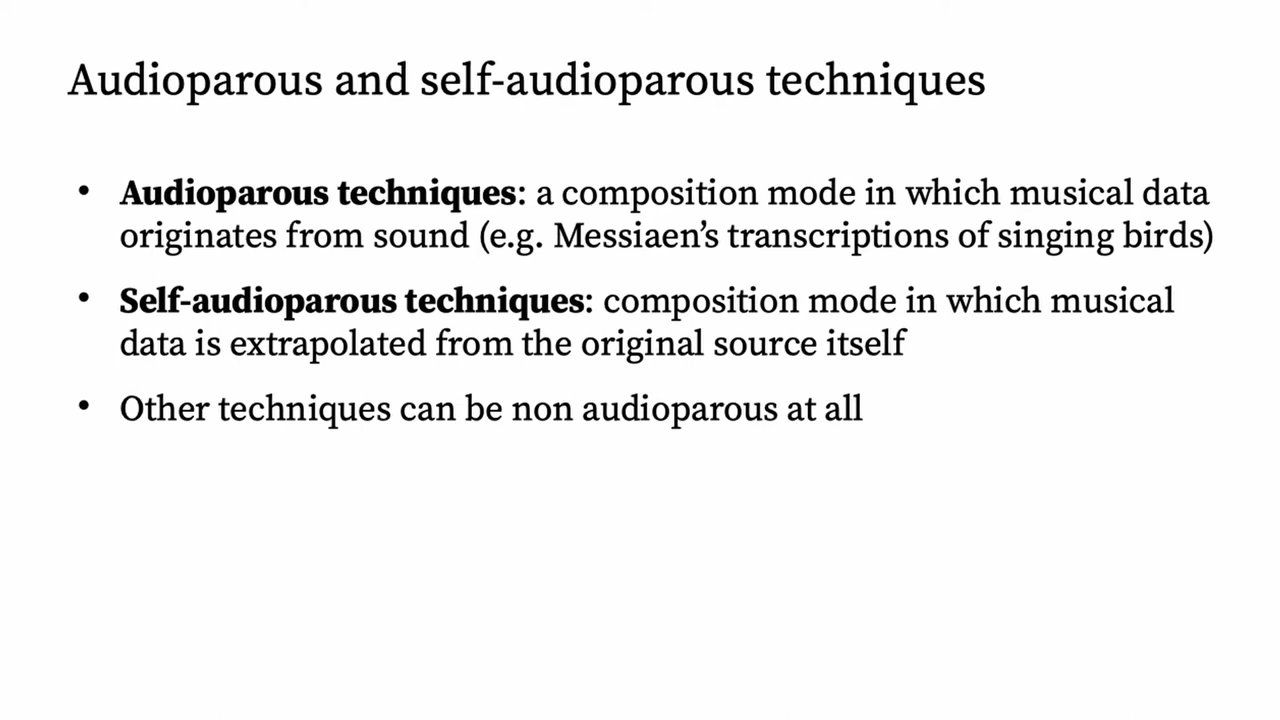 Audioparous and self-audioparous techniques
• Audioparous techniques: a composition mode in which musical data
originates from sound (e.g. Messiaen’s transcriptions of singing birds)
• Self-audioparous techniques: composition mode in which musical
data is extrapolated from the original source itself
• Other techniques can be non audioparous at all